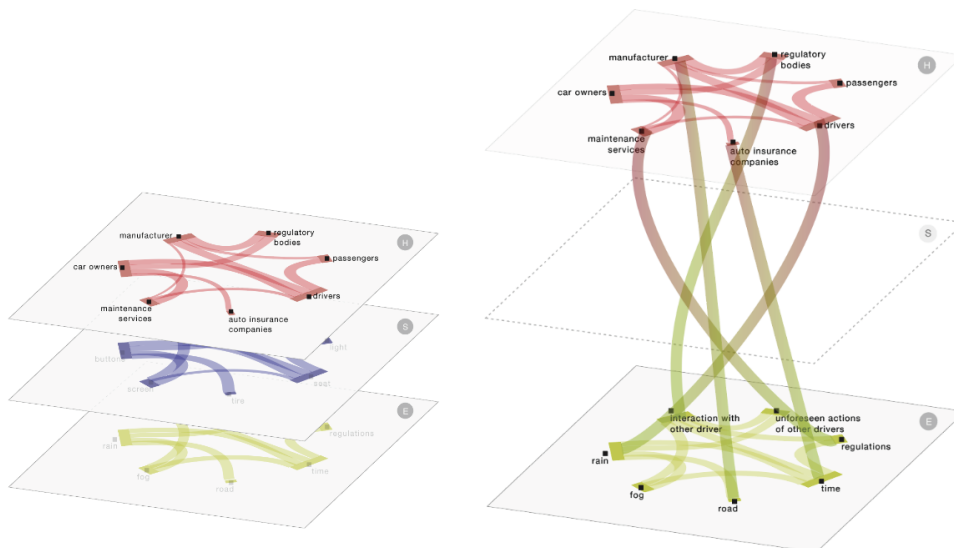 manufacturer
regulatory
bodies
H
car owners
passengers
maintenance
services
drivers
auto insurance
companies
S
buttons
light
screen
seat
tire
E
rain
regulations
fog
time
road
manufacturer
regulatory
bodies
H
car owners
passengers
maintenance
services
drivers
auto insurance
companies
S
interaction with
other driver
unforeseen actions
of other drivers
E
rain
regulations
fog
time
road